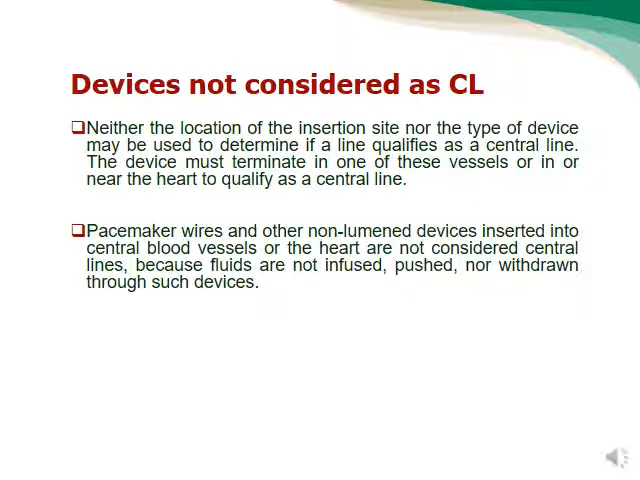 Devices not considered as CL
Neither the location of the insertion site nor the type of device
may be used to determine if a line qualifies as a central line.
The device must terminate in one of these vessels or in or
near the heart to qualify as a central line.
Pacemaker wires and other non-lumened devices inserted into
central blood vessels or the heart are not considered central
lines, because fluids are not infused, pushed, nor withdrawn
through such devices.